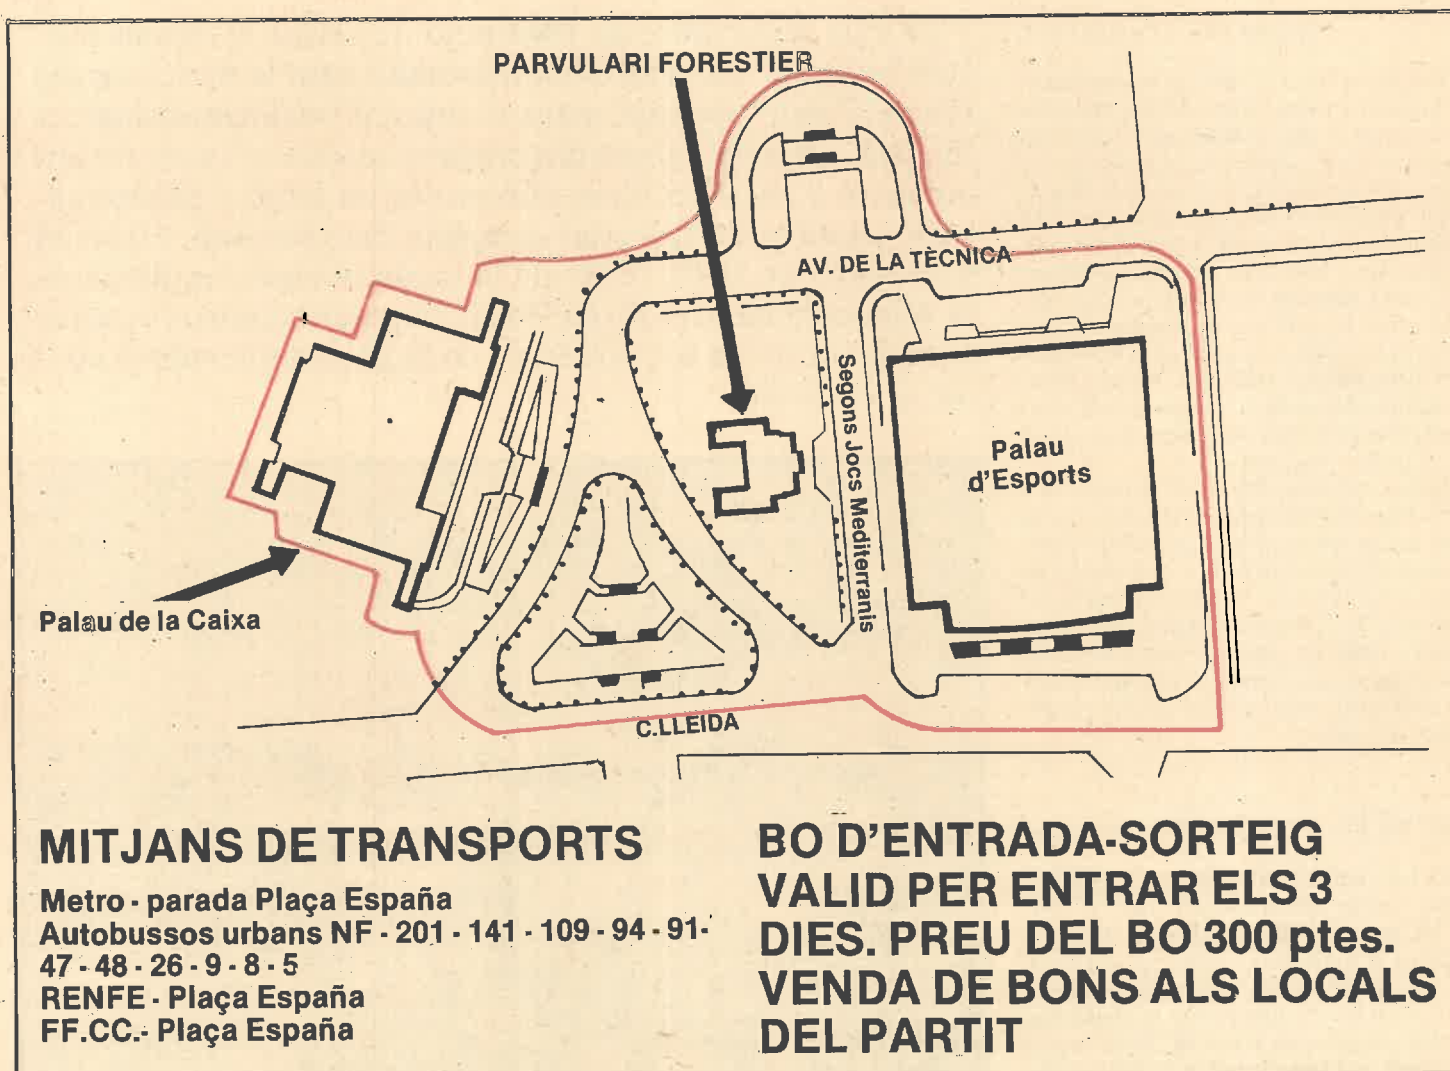 PARVULARI FORESTIER
AV. DE LA TÈCNICA
Segons Jocs Mediterranis
Palau
d'Esports
Palau de la Caixa
C.LLEIDA
MITJANS DE TRANSPORTS
Metro - parada Plaça España
Autobussos urbans NF - 201 - 141 - 109 - 94 - 91-
47 - 48 - 26 - 9 - 8 - 5
RENFE - Plaça España
FF.CC.- Plaça España
BO D'ENTRADA-SORTEIG
VALID PER ENTRAR ELS 3
DIES. PREU DEL BO 300 ptes.
VENDA DE BONS ALS LOCALS
DEL PARTIT